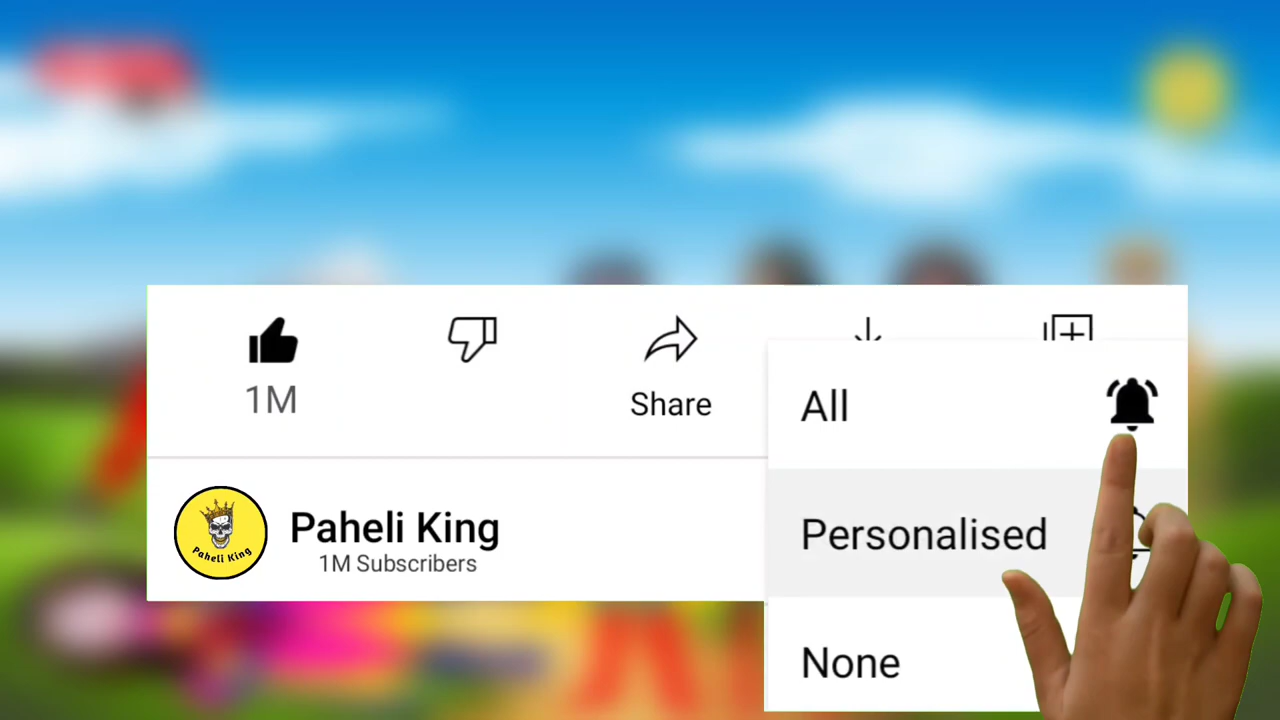 1M
Share
All
Paheli King
1M Subscribers
Paheli King
Personalised
None